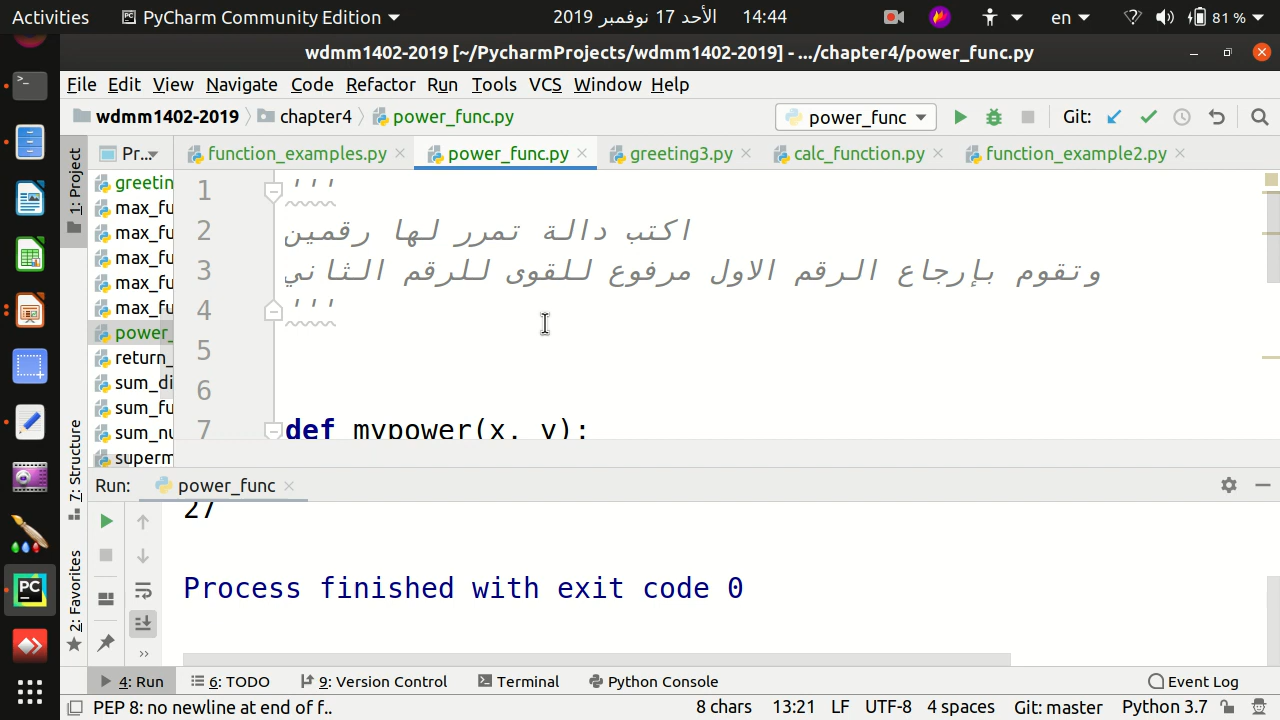 Activities PyCharm Community Edition الأحد 17 نوفمبر 2019 14:44 en 81 %
wdmm1402-2019 [~/PycharmProjects/wdmm1402-2019] - .../chapter4/power_func.py
File Edit View Navigate Code Refactor Run Tools VCS Window Help
wdmm1402-2019 chapter4 power_func.py power_func Git:
1: Project
Pr... function_examples.py power_func.py greeting3.py calc_function.py function_example2.py
greetin
max_fu
max_fu
max_fu
max_fu
max_fu
power_
return_
sum_di
sum_fu
sum_nu
superm
1 '''
2 اكتب دالة تمرر لها رقمين
3 وتقوم بإرجاع الرقم الاول مرفوع للقوى للرقم الثاني
4 '''
5
6
7 def mypower(x, y):
7: Structure
2: Favorites
Run: power_func
27
Process finished with exit code 0
4: Run 6: TODO 9: Version Control Terminal Python Console Event Log
PEP 8: no newline at end of f.. 8 chars 13:21 LF UTF-8 4 spaces Git: master Python 3.7